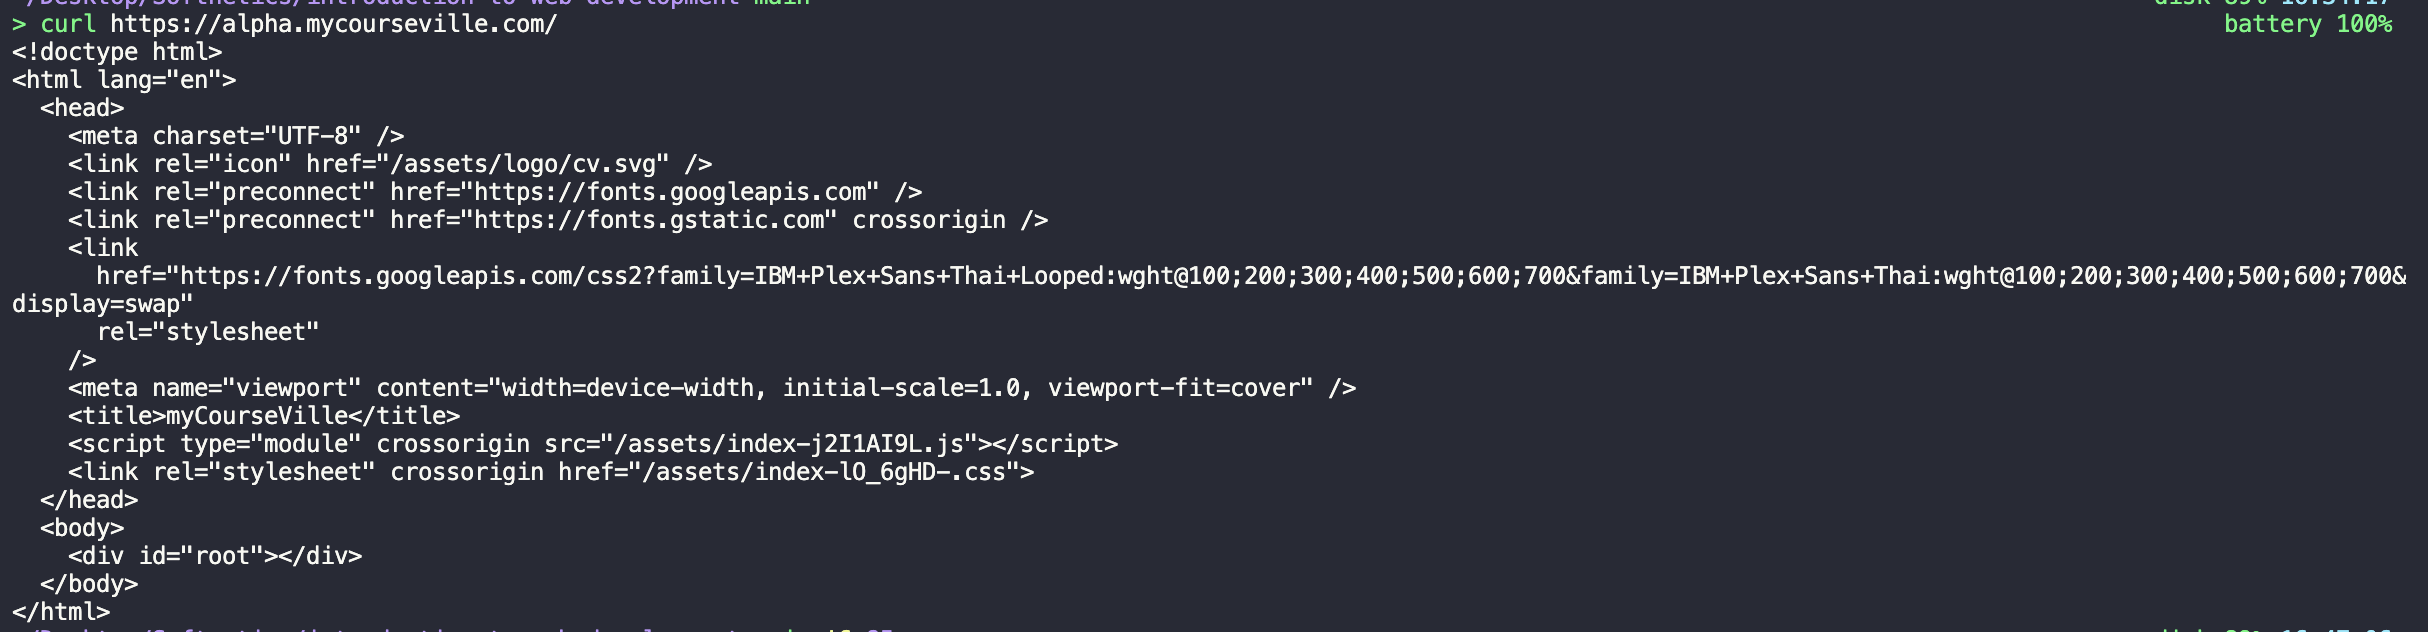 > curl https://alpha.mycourseville.com/ battery 100%
<!doctype html>
<html lang="en">
  <head>
    <meta charset="UTF-8" />
    <link rel="icon" href="/assets/logo/cv.svg" />
    <link rel="preconnect" href="https://fonts.googleapis.com" />
    <link rel="preconnect" href="https://fonts.gstatic.com" crossorigin />
    <link
      href="https://fonts.googleapis.com/css2?family=IBM+Plex+Sans+Thai+Looped:wght@100;200;300;400;500;600;700&family=IBM+Plex+Sans+Thai:wght@100;200;300;400;500;600;700&
display=swap"
      rel="stylesheet"
    />
    <meta name="viewport" content="width=device-width, initial-scale=1.0, viewport-fit=cover" />
    <title>myCourseVille</title>
    <script type="module" crossorigin src="/assets/index-j2I1AI9L.js"></script>
    <link rel="stylesheet" crossorigin href="/assets/index-lO_6gHD-.css">
  </head>
  <body>
    <div id="root"></div>
  </body>
</html>